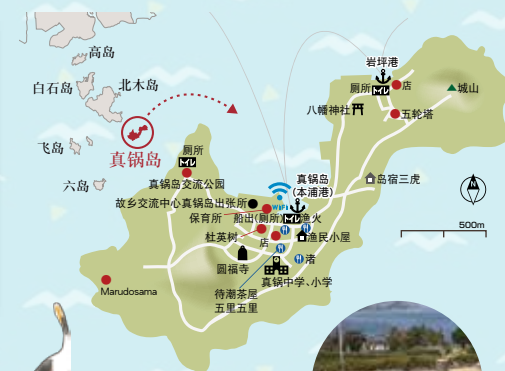 高岛
白石岛
北木岛
真锅岛
飞岛
六岛
岩坪港
厕所
トイレ
店
城山
八幡神社
五轮塔
厕所
トイレ
真锅岛交流公园
真锅岛
(本浦港)
岛宿三虎
N
故乡交流中心真锅岛出张所
WiFi
保育所
船出(厕所)
トイレ
渔火
杜英树
店
渔民小屋
500m
圆福寺
渚
真锅中学、小学
Marudosama
待潮茶屋
五里五里